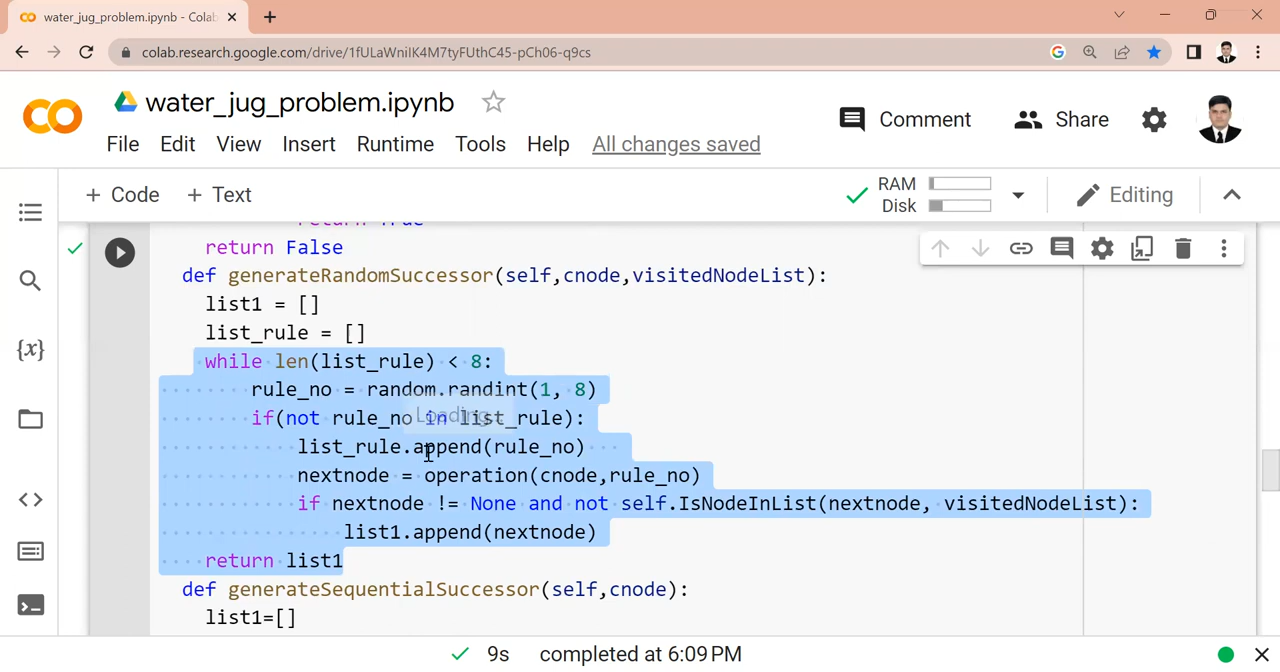 water_jug_problem.ipynb - Colab
colab.research.google.com/drive/1fULaWnilK4M7tyFUthC45-pCh06-q9cs
water_jug_problem.ipynb
Comment
Share
File Edit View Insert Runtime Tools Help All changes saved
+ Code + Text
RAM
Disk
Editing
return True
return False
def generateRandomSuccessor(self,cnode,visitedNodeList):
list1 = []
list_rule = []
while len(list_rule) < 8:
rule_no = random.randint(1, 8)
if(not rule_no in list_rule):
Loading...
list_rule.append(rule_no)
nextnode = operation(cnode,rule_no)
if nextnode != None and not self.IsNodeInList(nextnode, visitedNodeList):
list1.append(nextnode)
return list1
def generateSequentialSuccessor(self,cnode):
list1=[]
{x}
9s completed at 6:09 PM